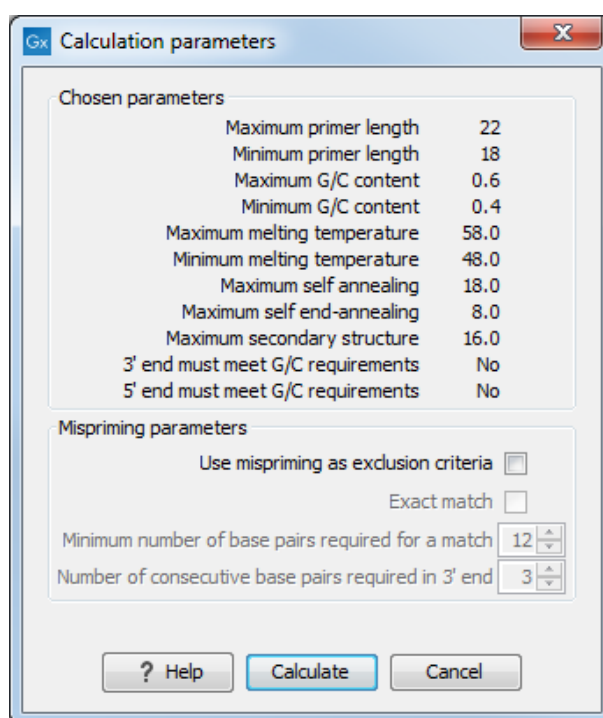 Gx Calculation parameters x
Chosen parameters
Maximum primer length 22
Minimum primer length 18
Maximum G/C content 0.6
Minimum G/C content 0.4
Maximum melting temperature 58.0
Minimum melting temperature 48.0
Maximum self annealing 18.0
Maximum self end-annealing 8.0
Maximum secondary structure 16.0
3' end must meet G/C requirements No
5' end must meet G/C requirements No
Mispriming parameters
Use mispriming as exclusion criteria
Exact match
Minimum number of base pairs required for a match 12
Number of consecutive base pairs required in 3' end 3
? Help Calculate Cancel